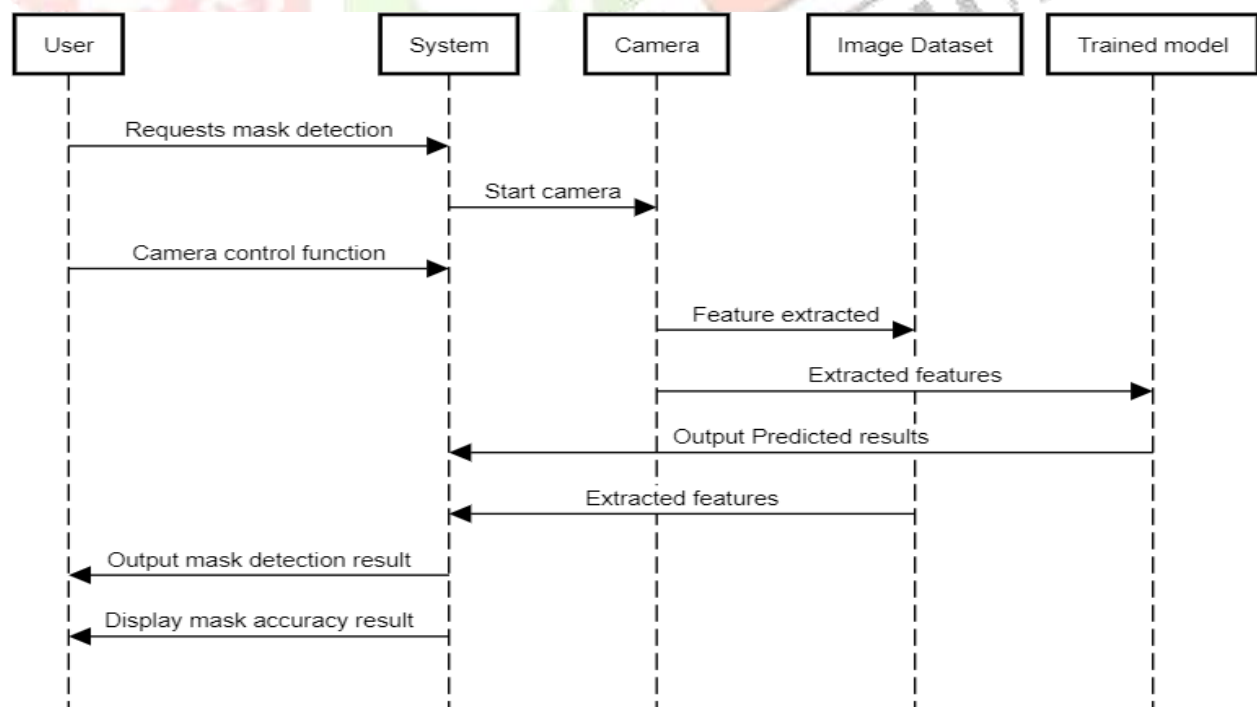 User
System
Camera
Image Dataset
Trained model
Requests mask detection
Start camera
Camera control function
Feature extracted
Extracted features
Output Predicted results
Extracted features
Output mask detection result
Display mask accuracy result